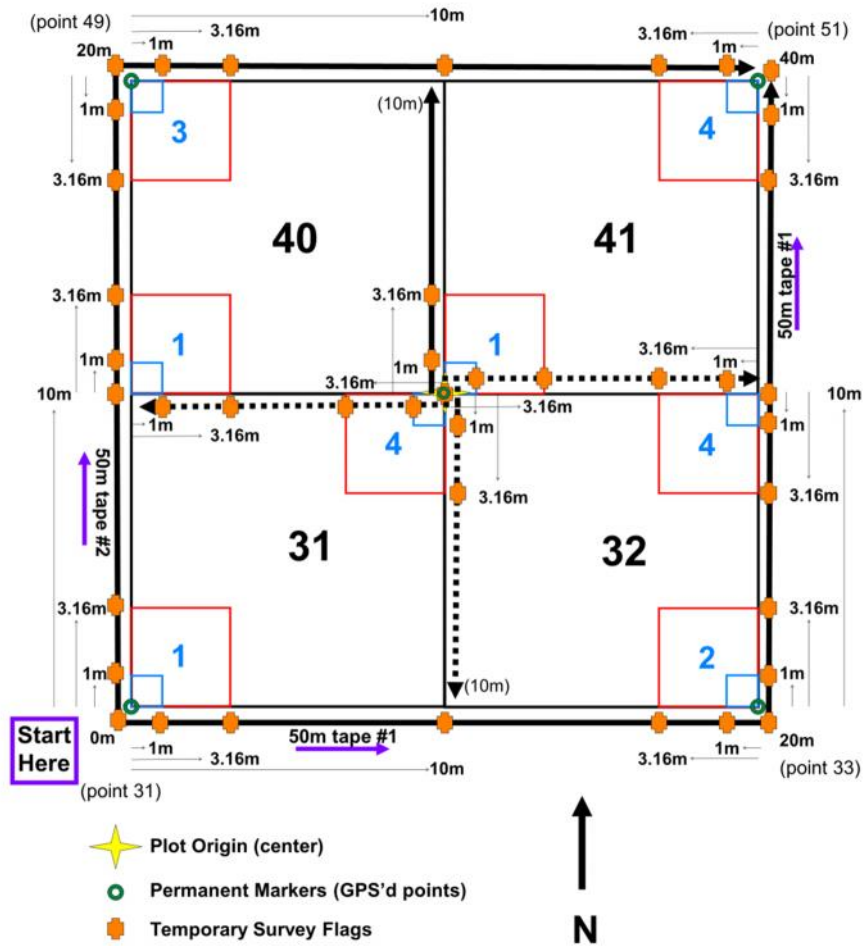 (point 49)
10m
3.16m
3.16m
(point 51)
20m
1m
1m
40m
1m
(10m)
1m
3
4
3.16m
3.16m
40
41
50m tape #1
3.16m
3.16m
1
1
3.16m
1m
1m
1m
3.16m
10m
3.16m
10m
1m
3.16m
1m
1m
3.16m
4
4
50m tape #2
3.16m
3.16m
31
32
3.16m
3.16m
1
2
1m
1m
(10m)
Start
Here
0m
50m tape #1
20m
1m
1m
3.16m
10m
3.16m
(point 33)
(point 31)
Plot Origin (center)
Permanent Markers (GPS'd points)
Temporary Survey Flags
N